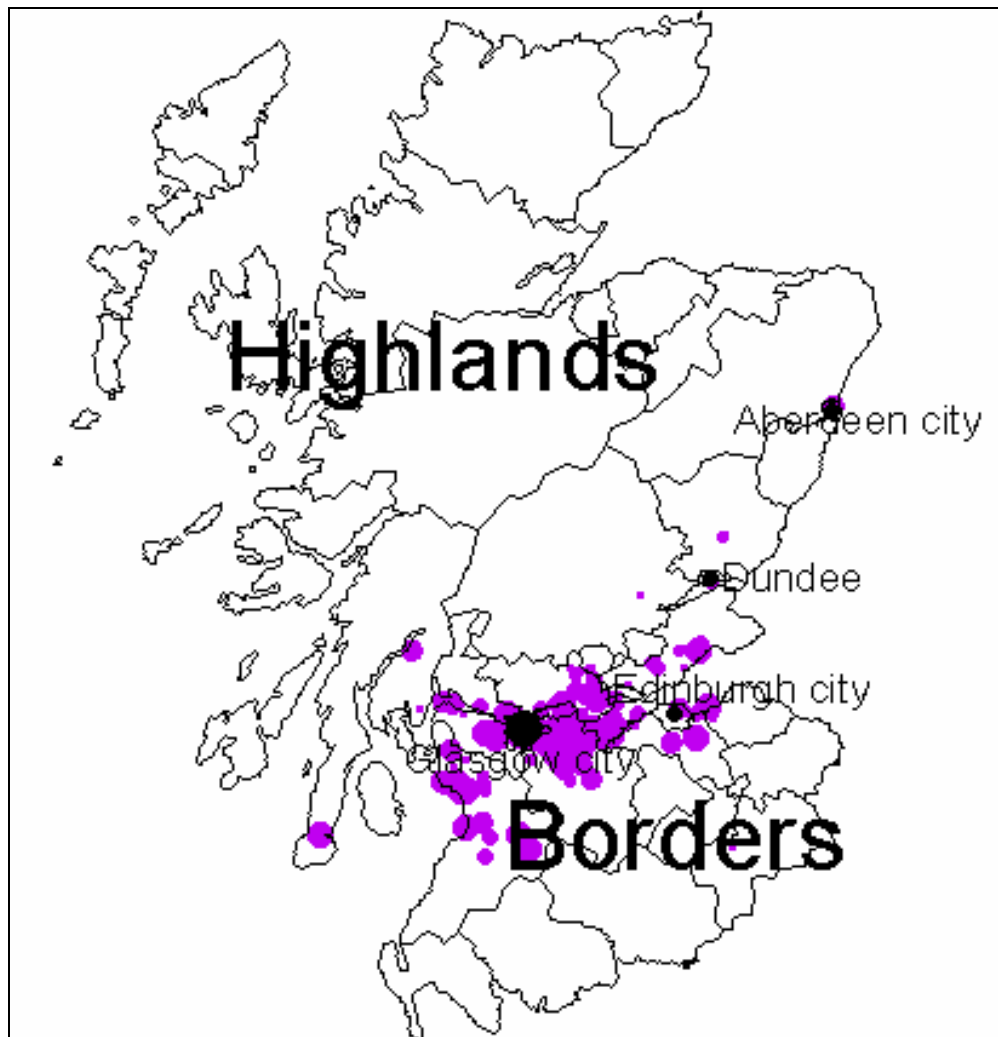 Highlands
Aberdeen city
Dundee
Edinburgh city
Glasgow city
Borders